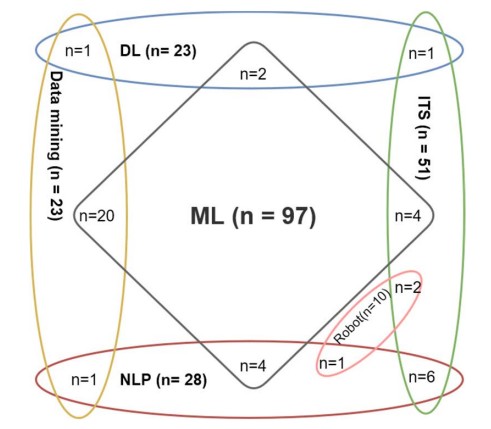 n=1
DL (n= 23)
n=1
n=2
Data mining (n = 23)
ITS (n = 51)
n=20
ML (n = 97)
n=4
n=2
Robot(n=10)
n=1
n=4
n=1
NLP (n= 28)
n=6